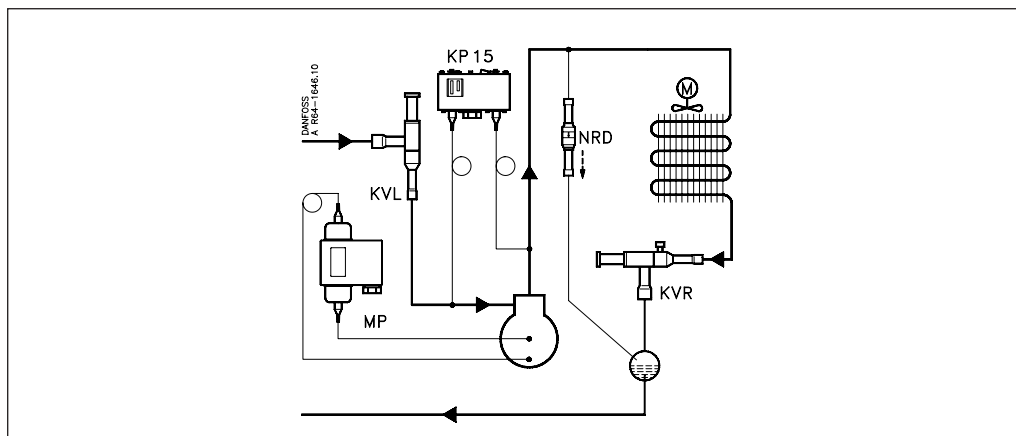 KP 15
M
DANFOSS
A R64-1646.10
NRD
KVL
KVR
MP